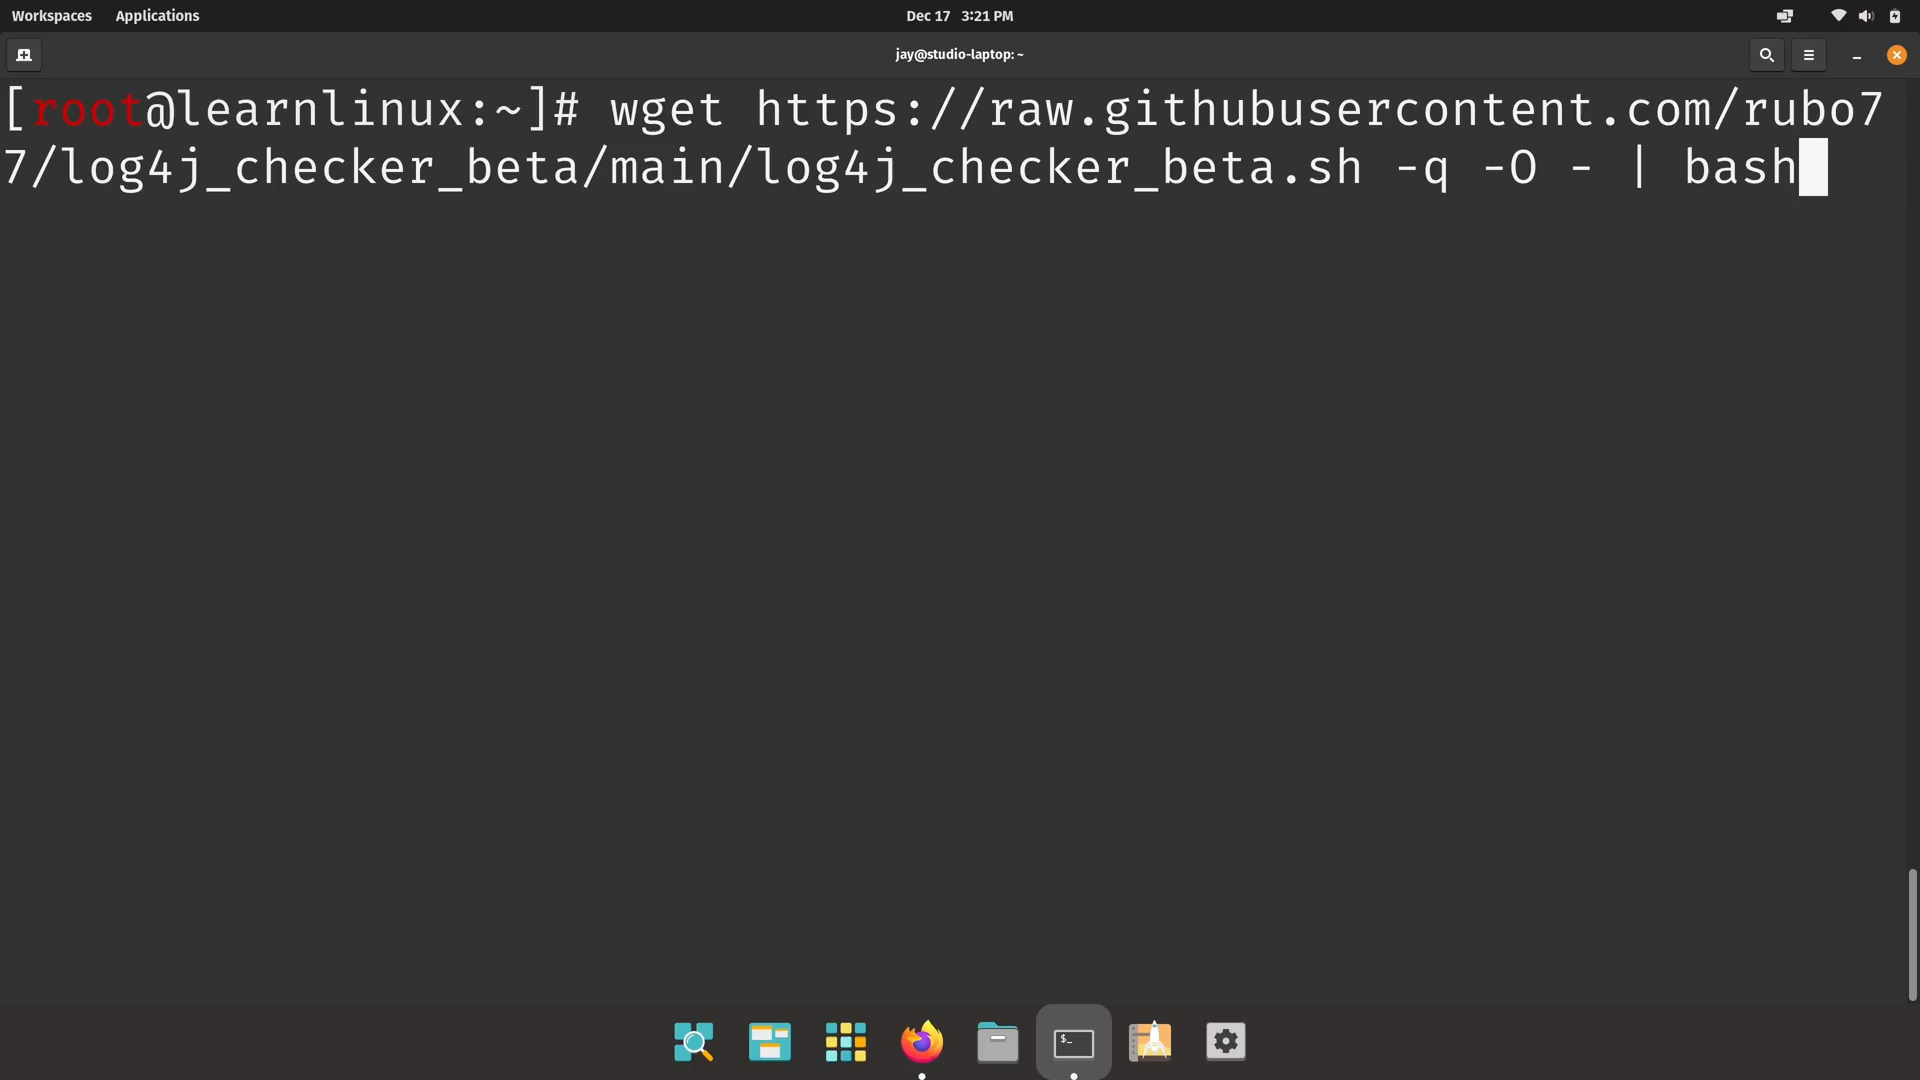 Workspaces Applications Dec 17 3:21 PM
jay@studio-laptop: ~
[root@learnlinux:~]# wget https://raw.githubusercontent.com/rubo7
7/log4j_checker_beta/main/log4j_checker_beta.sh -q -O - | bash
$_